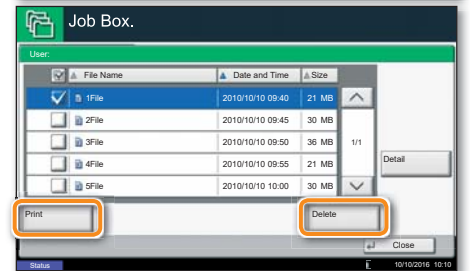 Job Box.
User:
File Name Date and Time Size
1File 2010/10/10 09:40 21 MB
2File 2010/10/10 09:45 30 MB
3File 2010/10/10 09:50 36 MB 1/1
4File 2010/10/10 09:55 21 MB Detail
5File 2010/10/10 10:00 30 MB
Print Delete
Close
Status 10/10/2016 10:10